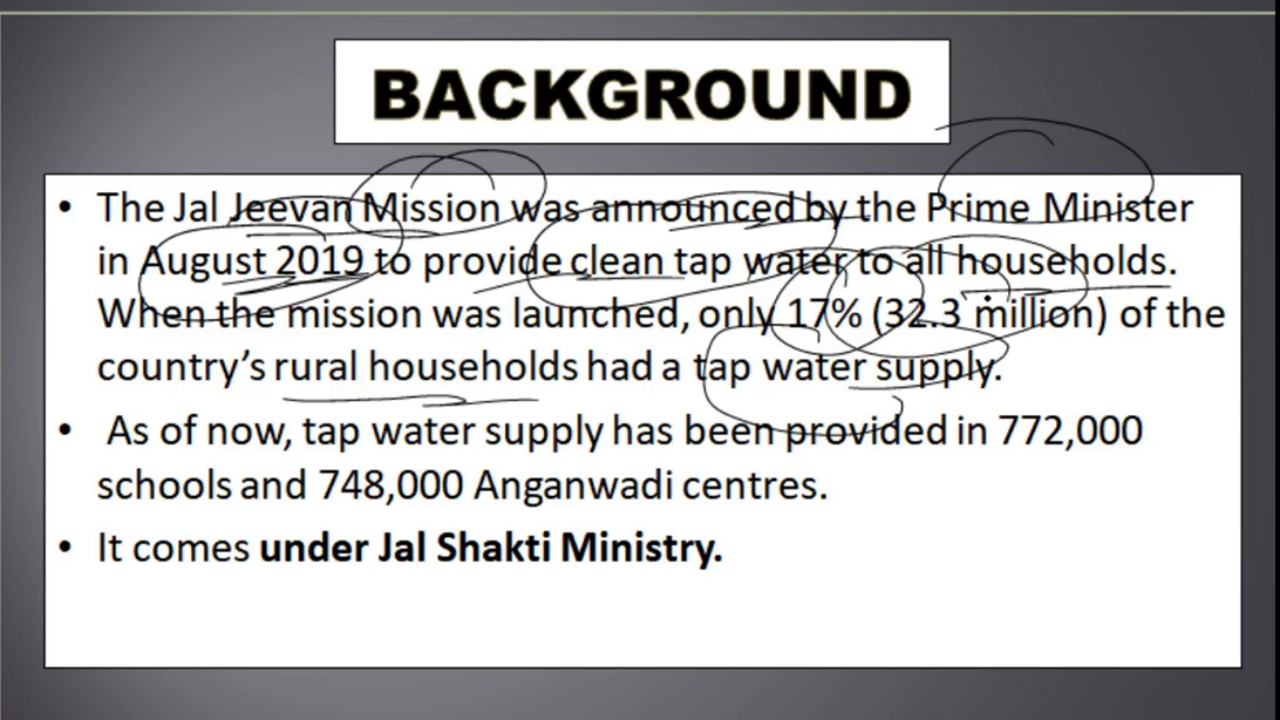 BACKGROUND
• The Jal Jeevan Mission was announced by the Prime Minister
in August 2019 to provide clean tap water to all households.
When the mission was launched, only 17% (32.3 million) of the
country's rural households had a tap water supply.
• As of now, tap water supply has been provided in 772,000
schools and 748,000 Anganwadi centres.
• It comes under Jal Shakti Ministry.